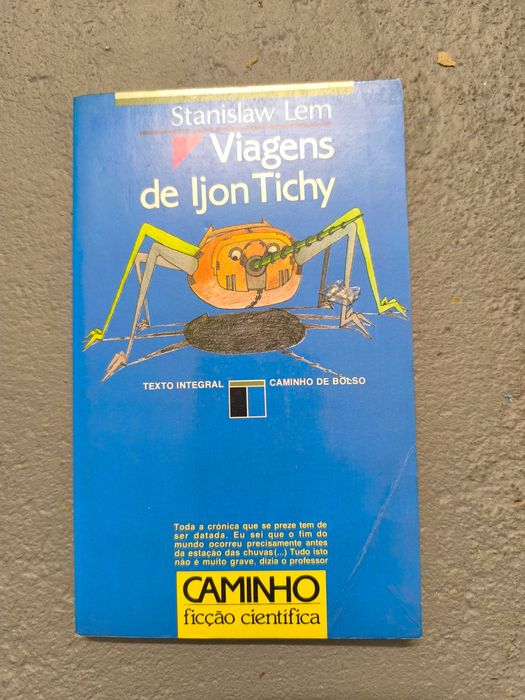 Stanislaw Lem
Viagens
de Ijon Tichy
TEXTO INTEGRAL
CAMINHO DE BOLSO
Toda a crónica que se preze tem de
ser datada. Eu sei que o fim do
mundo ocorreu precisamente antes
da estação das chuvas(...) Tudo isto
não é muito grave, dizia o professor
CAMINHO
ficção científica